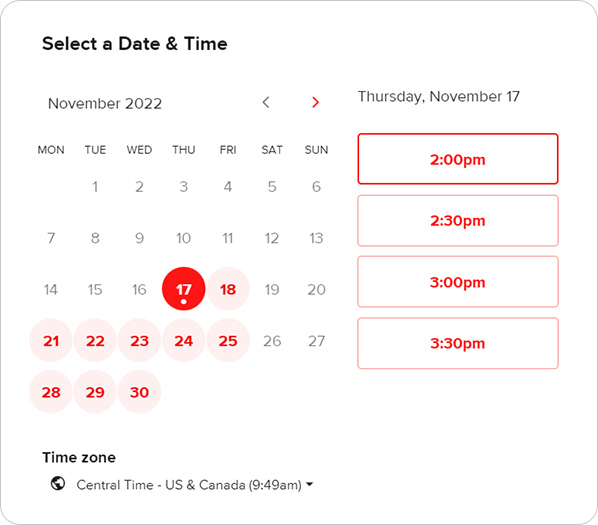 Select a Date & Time
November 2022
MON TUE WED THU FRI SAT SUN
1 2 3 4 5 6
7 8 9 10 11 12 13
14 15 16 17 18 19 20
21 22 23 24 25 26 27
28 29 30
Thursday, November 17
2:00pm
2:30pm
3:00pm
3:30pm
Time zone
Central Time - US & Canada (9:49am)